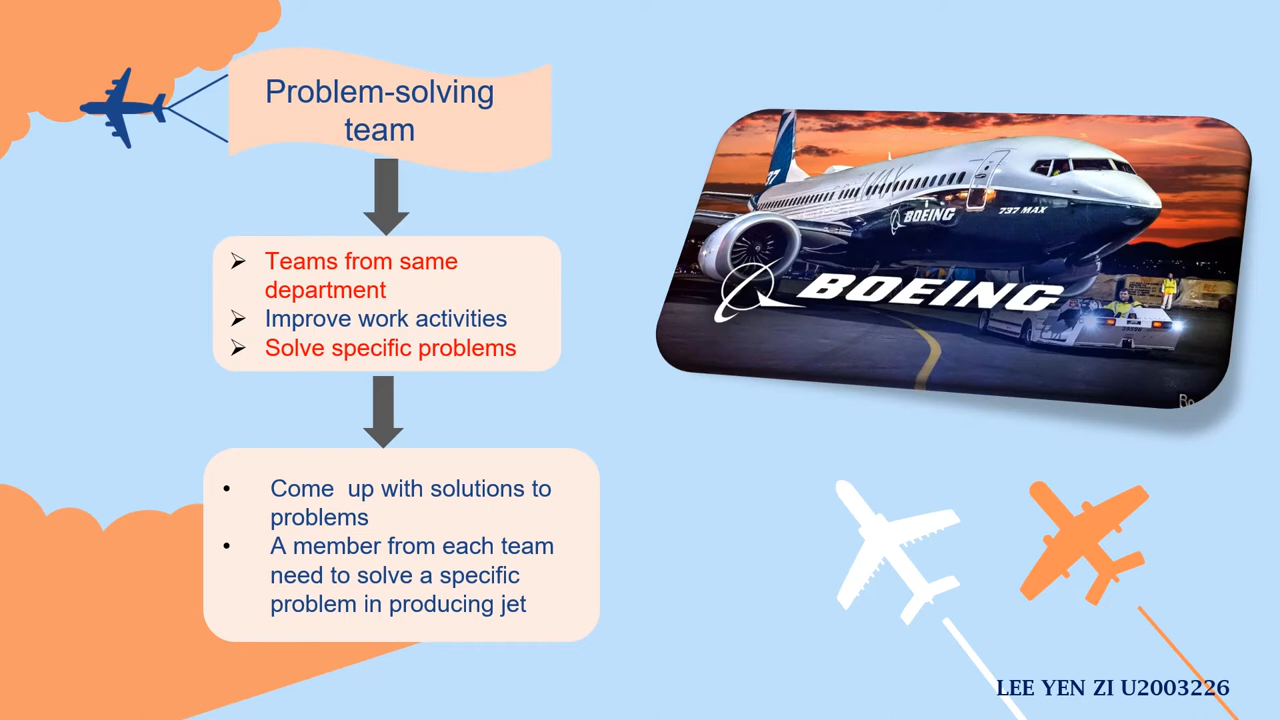 Problem-solving
team
Teams from same
department
Improve work activities
Solve specific problems
Come up with solutions to
problems
A member from each team
need to solve a specific
problem in producing jet
BOEING
737 MAX
BOEING
LEE YEN ZI U2003226